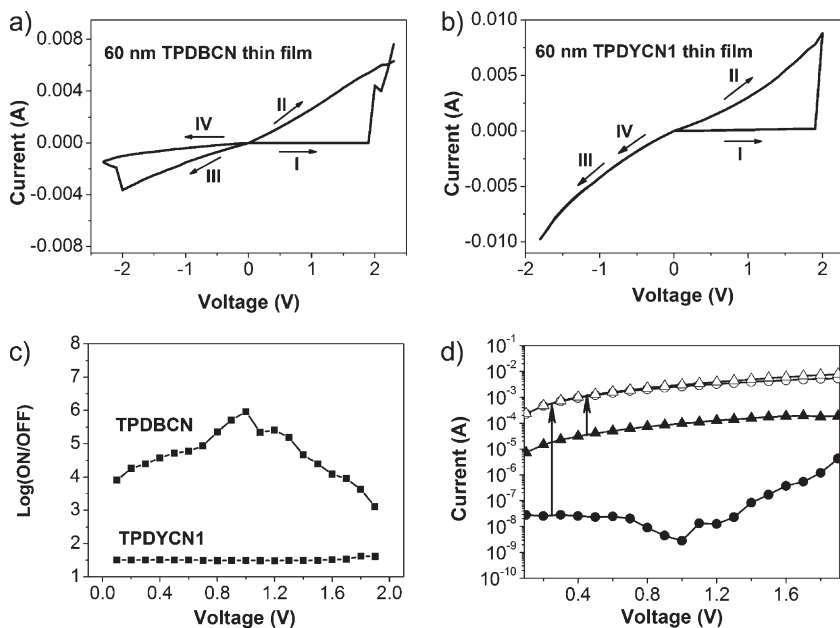 a)
60 nm TPDBCN thin film
0.008
0.004
0.000
-0.004
-0.008
Current (A)
IV
II
I
III
-2 -1 0 1 2
Voltage (V)
b)
60 nm TPDYCN1 thin film
0.010
0.005
0.000
-0.005
-0.010
Current (A)
II
IV
III
I
-2 -1 0 1 2
Voltage (V)
c)
8
7
6
5
4
3
2
1
Log(ON/OFF)
TPDBCN
TPDYCN1
0.0 0.5 1.0 1.5 2.0
Voltage (V)
d)
10⁻¹
10⁻²
10⁻³
10⁻⁴
10⁻⁵
10⁻⁶
10⁻⁷
10⁻⁸
10⁻⁹
10⁻¹⁰
Current (A)
0.4 0.8 1.2 1.6
Voltage (V)